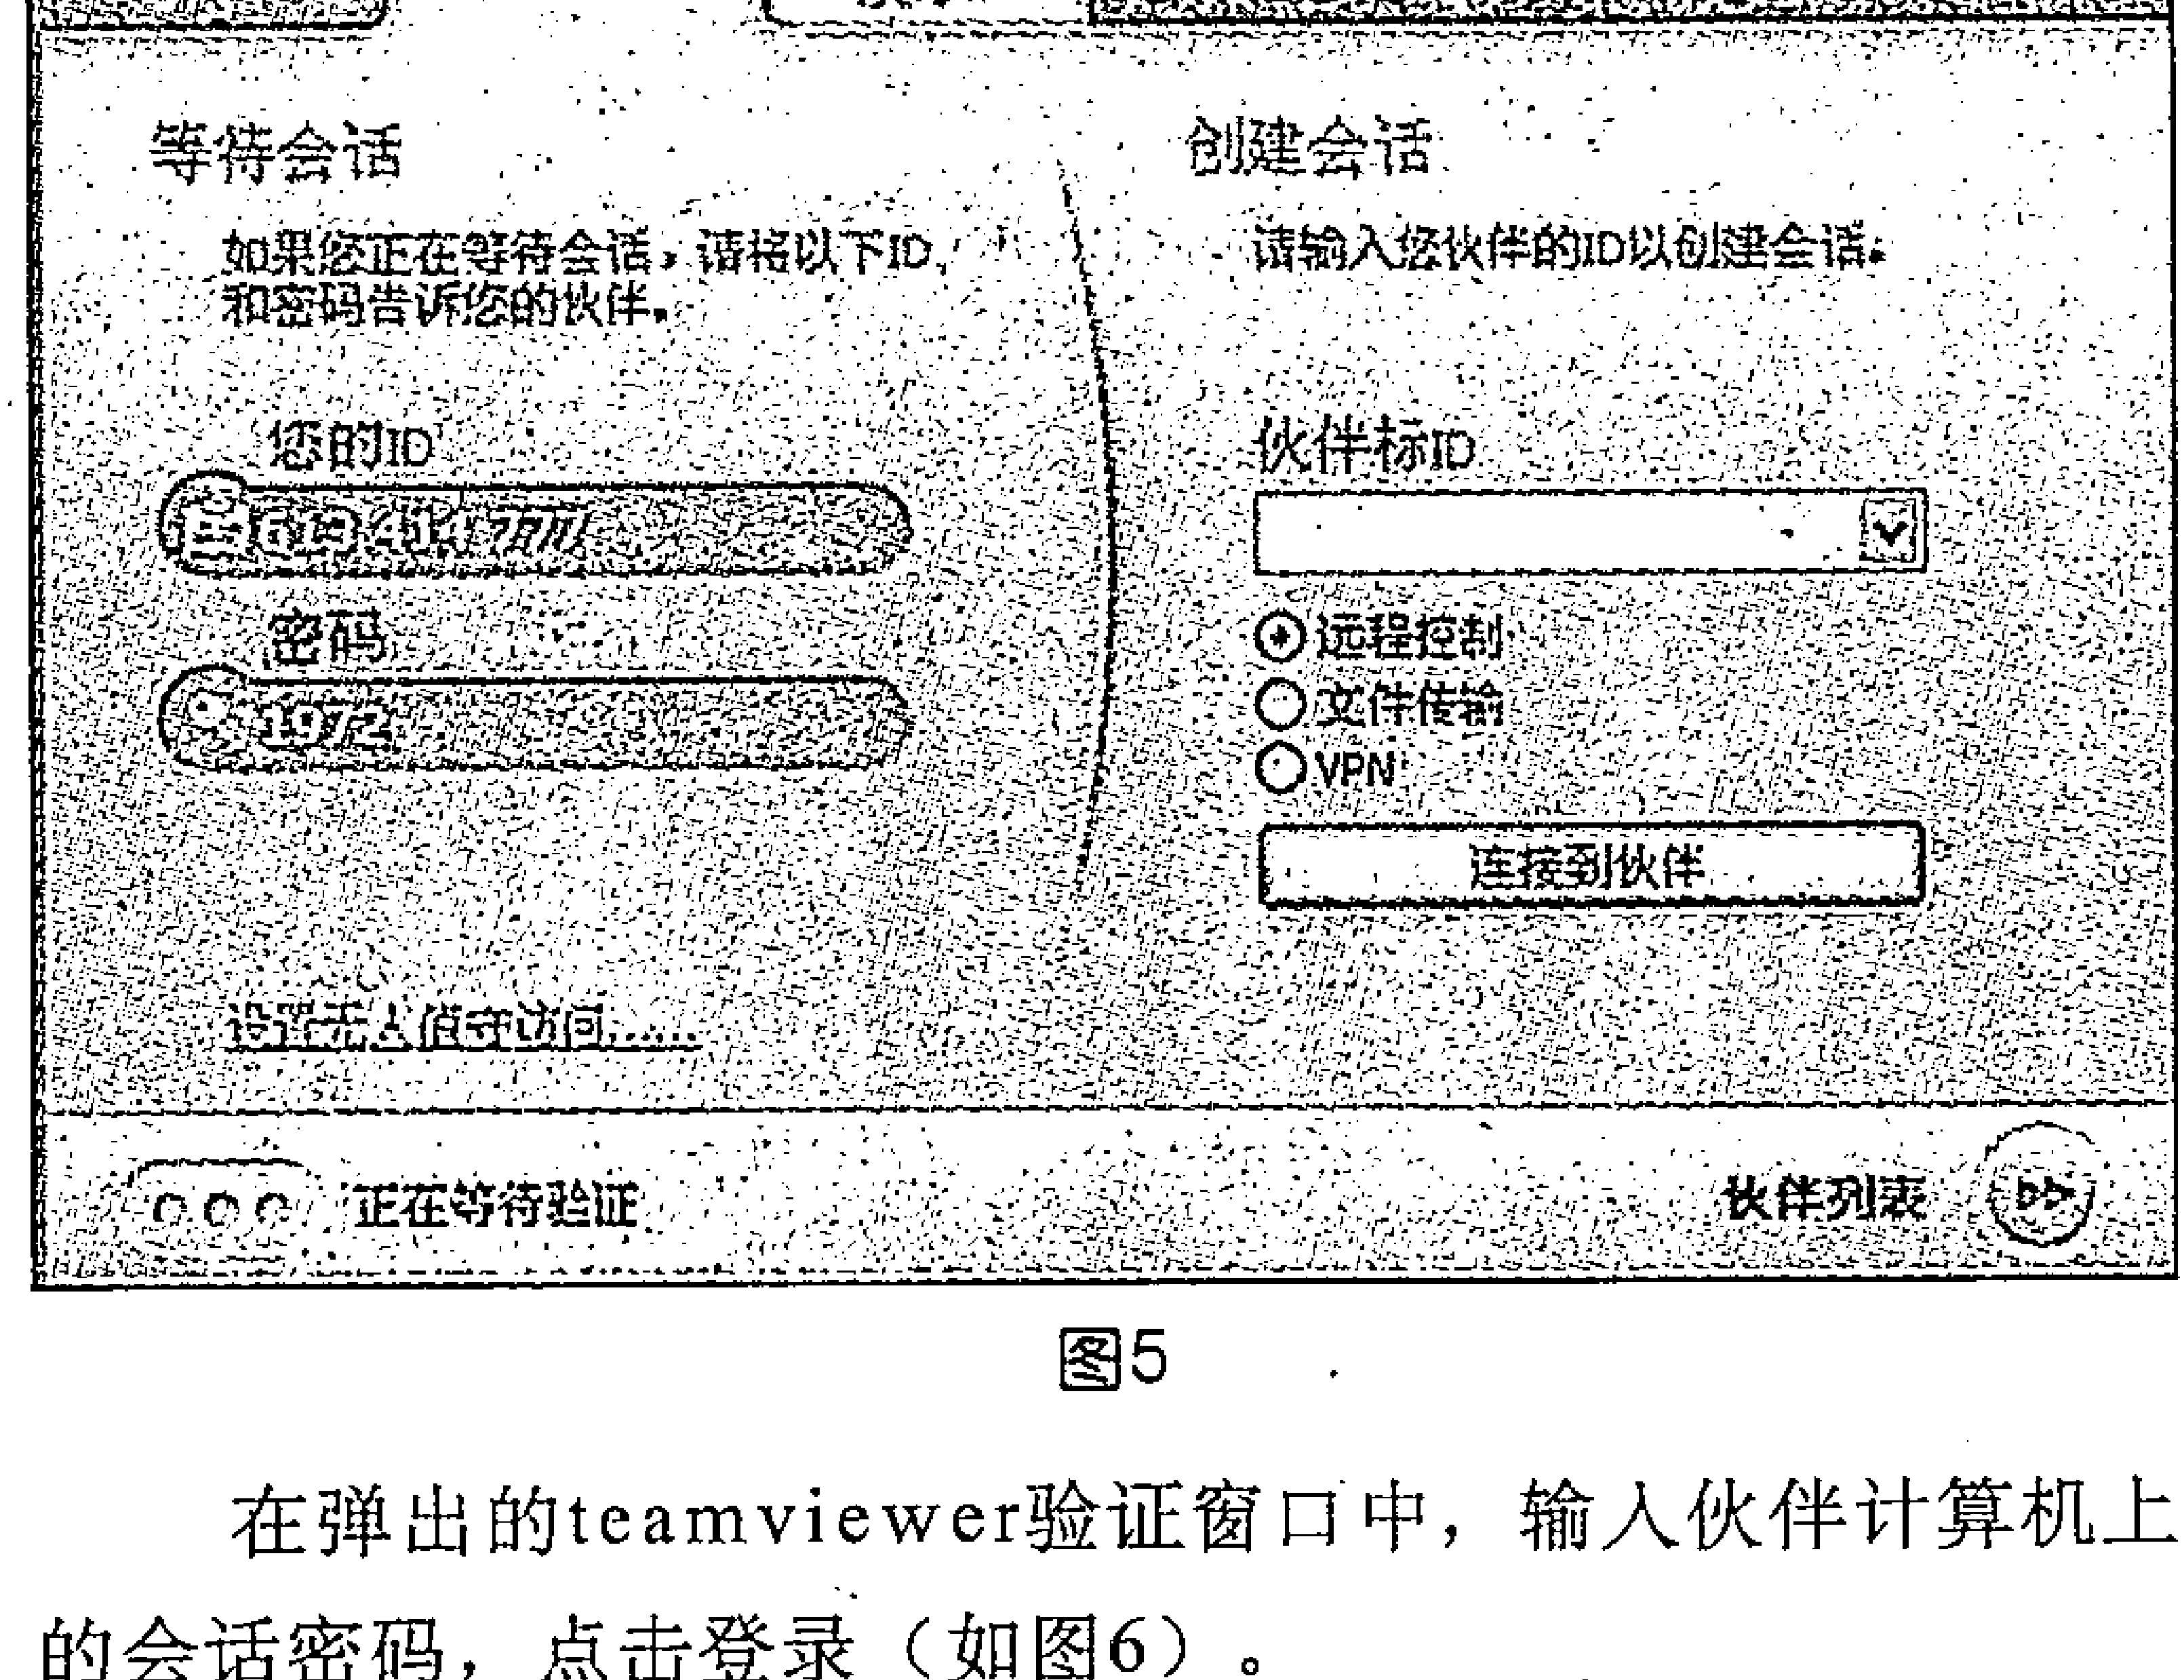 等待会话
如果您正在等待会话，请将以下ID
和密码告诉您的伙伴。
您的ID
密码
1972
设置无人值守访问......
正在等待验证
创建会话
请输入您伙伴的ID以创建会话。
伙伴标ID
远程控制
文件传输
VPN
连接到伙伴
伙伴列表
图5
在弹出的teamviewer验证窗口中，输入伙伴计算机上
的会话密码，点击登录（如图6）。